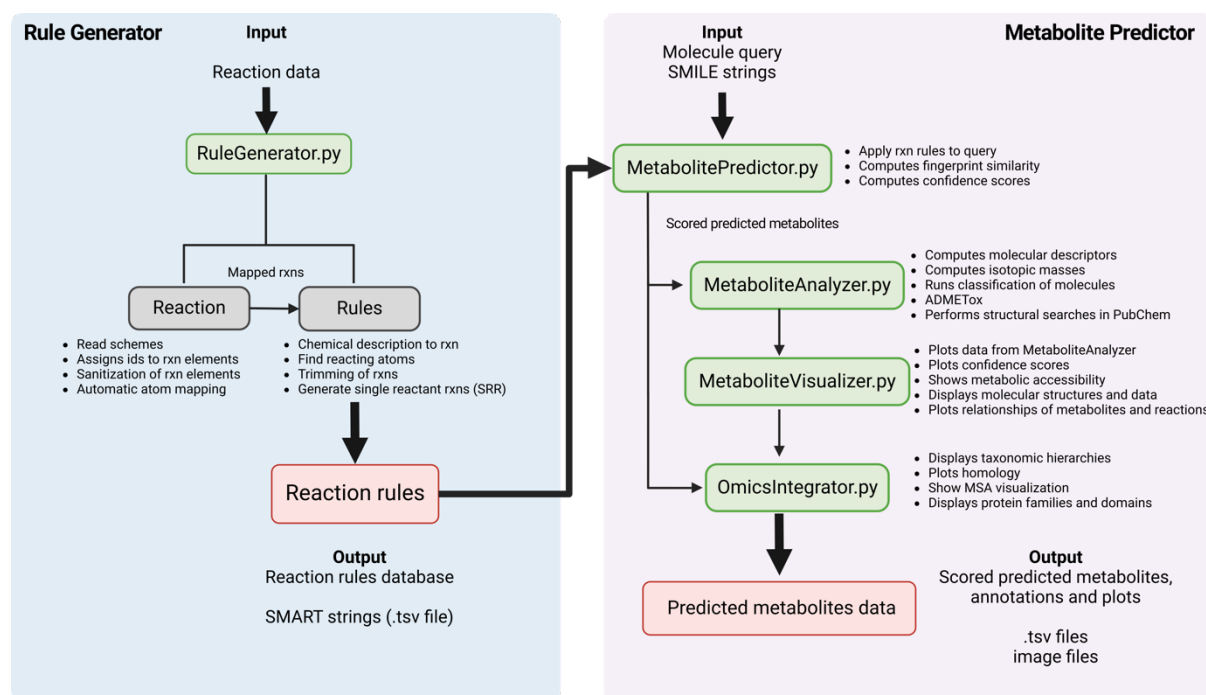 Rule Generator
Input
Reaction data
RuleGenerator.py
Mapped rxns
Reaction
Rules
• Read schemes
• Assigns ids to rxn elements
• Sanitization of rxn elements
• Automatic atom mapping
• Chemical description to rxn
• Find reacting atoms
• Trimming of rxns
• Generate single reactant rxns (SRR)
Reaction rules
Output
Reaction rules database
SMART strings (.tsv file)
Metabolite Predictor
Input
Molecule query
SMILE strings
MetabolitePredictor.py
• Apply rxn rules to query
• Computes fingerprint similarity
• Computes confidence scores
Scored predicted metabolites
MetaboliteAnalyzer.py
• Computes molecular descriptors
• Computes isotopic masses
• Runs classification of molecules
• ADMETox
• Performs structural searches in PubChem
MetaboliteVisualizer.py
• Plots data from MetaboliteAnalyzer
• Plots confidence scores
• Shows metabolic accessibility
• Displays molecular structures and data
• Plots relationships of metabolites and reactions
OmicsIntegrator.py
• Displays taxonomic hierarchies
• Plots homology
• Show MSA visualization
• Displays protein families and domains
Predicted metabolites data
Output
Scored predicted metabolites,
annotations and plots
.tsv files
image files